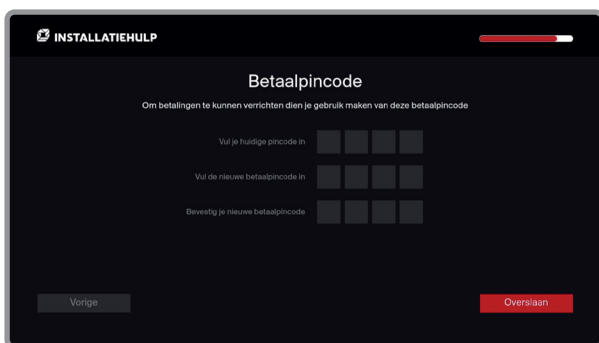 INSTALLATIEHULP
Betaalpincode
Om betalingen te kunnen verrichten dien je gebruik maken van deze betaalpincode
Vul je huidige pincode in
Vul de nieuwe betaalpincode in
Bevestig je nieuwe betaalpincode
Vorige
Overslaan